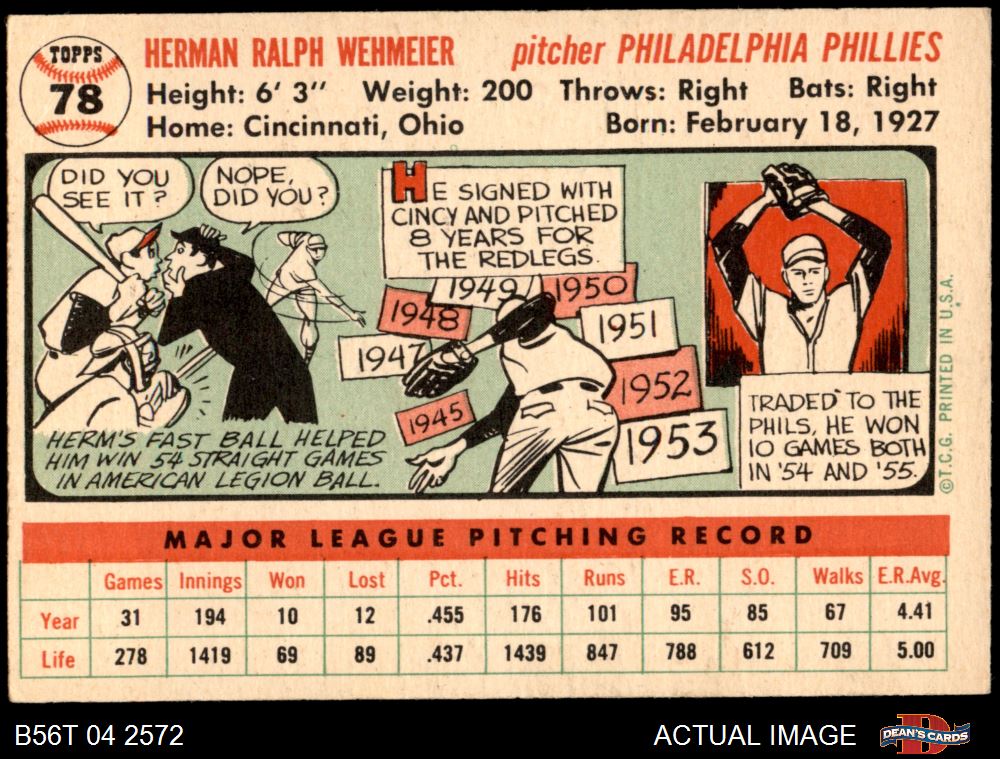 TOPPS
78
HERMAN RALPH WEHMEIER pitcher PHILADELPHIA PHILLIES
Height: 6' 3" Weight: 200 Throws: Right Bats: Right
Home: Cincinnati, Ohio Born: February 18, 1927
DID YOU
SEE IT?
NOPE,
DID YOU?
HERM'S FAST BALL HELPED
HIM WIN 54 STRAIGHT GAMES
IN AMERICAN LEGION BALL.
HE SIGNED WITH
CINCY AND PITCHED
8 YEARS FOR
THE REDLEGS.
1945
1947
1948
1949
1950
1951
1952
1953
TRADED TO THE
PHILS, HE WON
10 GAMES BOTH
IN '54 AND '55.
©T.C.G. PRINTED IN U.S.A.
MAJOR LEAGUE PITCHING RECORD
Games Innings Won Lost Pct. Hits Runs E.R. S.O. Walks E.R.Avg.
Year 31 194 10 12 .455 176 101 95 85 67 4.41
Life 278 1419 69 89 .437 1439 847 788 612 709 5.00
B56T 04 2572 ACTUAL IMAGE
D
DEAN'S CARDS